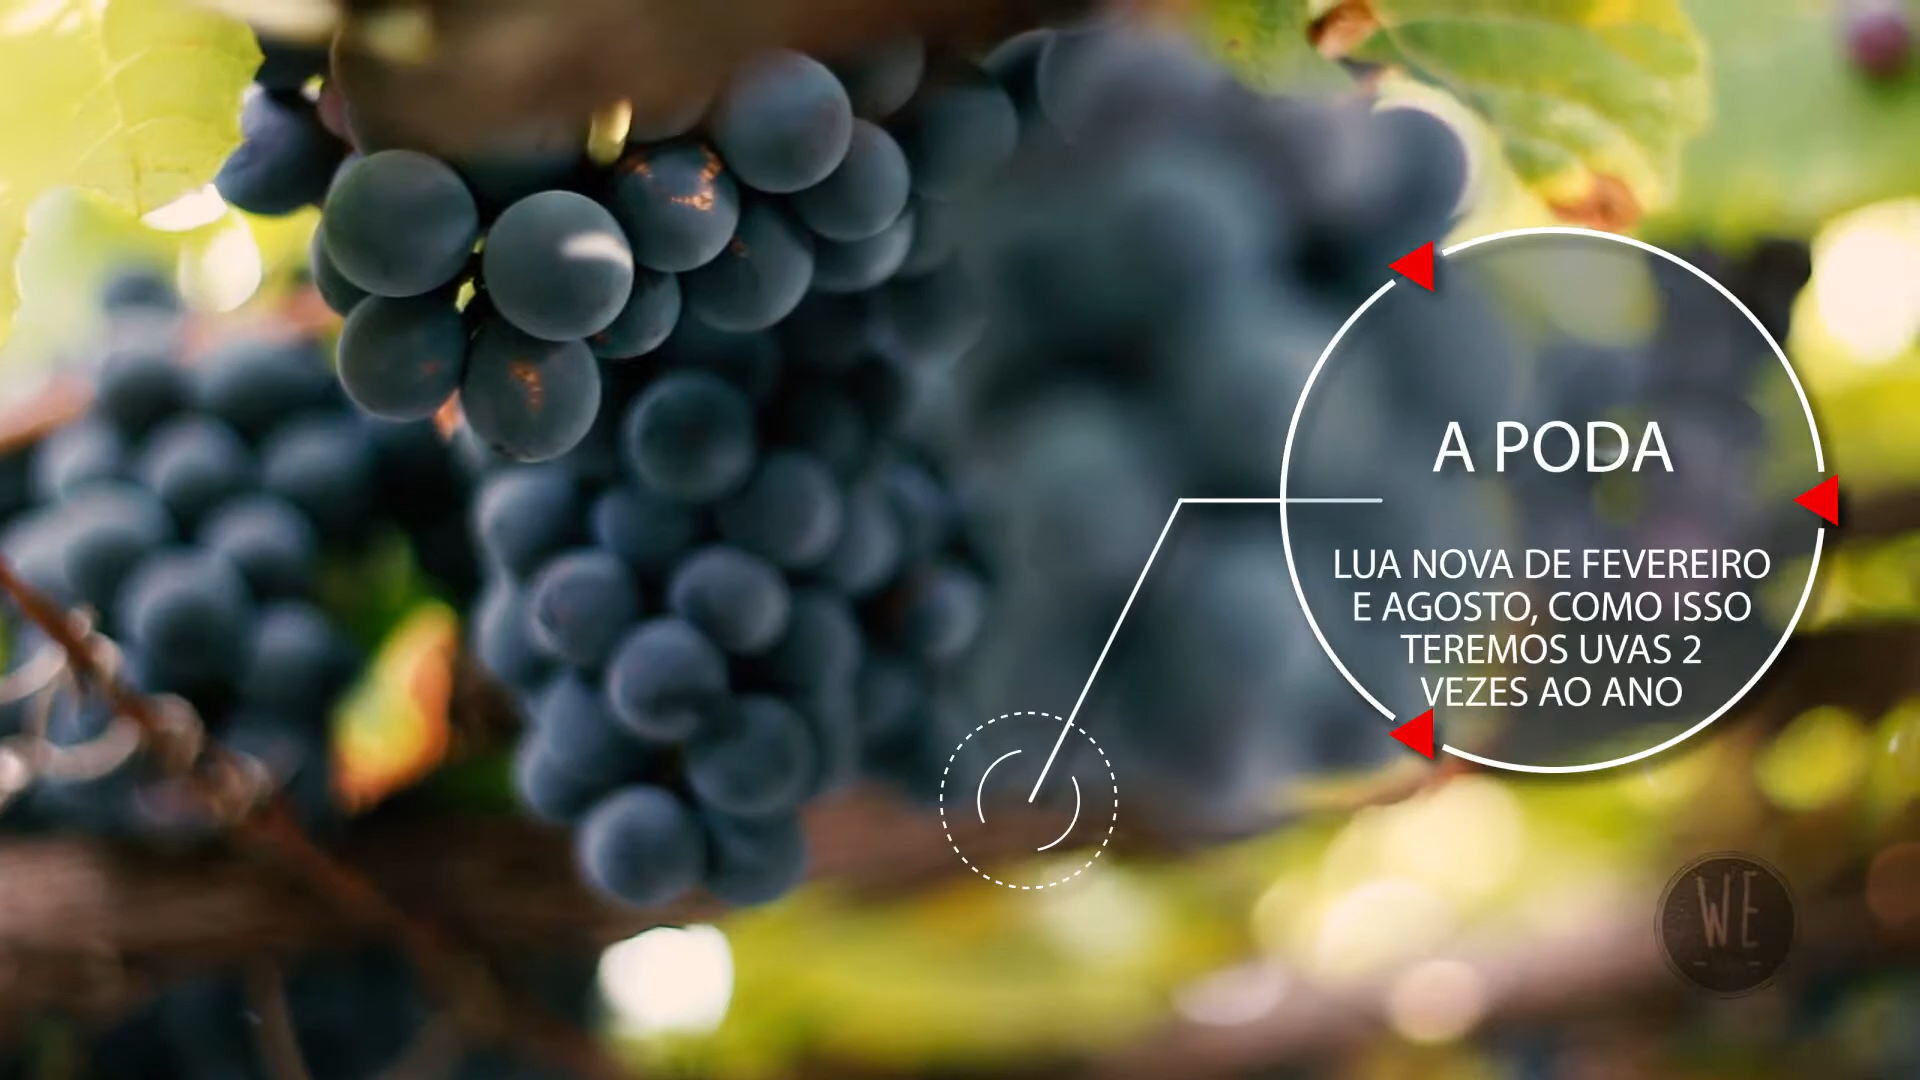 A PODA
LUA NOVA DE FEVEREIRO
E AGOSTO, COMO ISSO
TEREMOS UVAS 2
VEZES AO ANO
WE